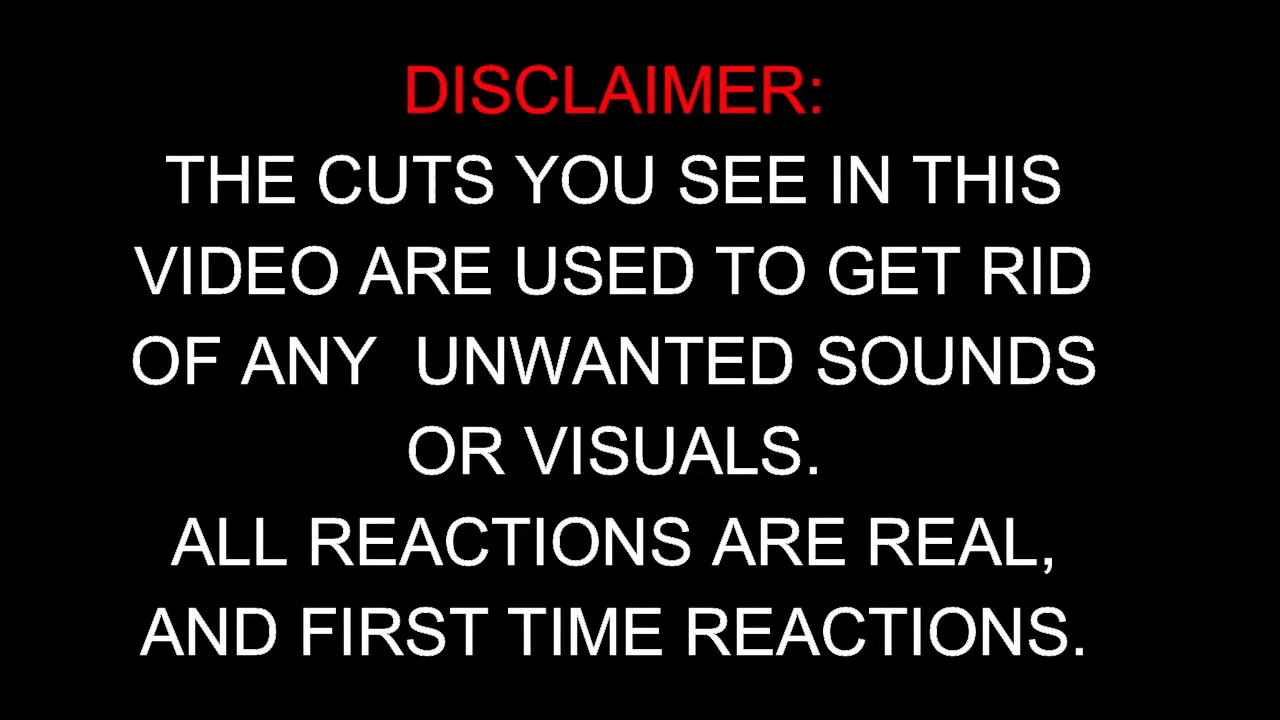 DISCLAIMER:
THE CUTS YOU SEE IN THIS
VIDEO ARE USED TO GET RID
OF ANY  UNWANTED SOUNDS
OR VISUALS.
ALL REACTIONS ARE REAL,
AND FIRST TIME REACTIONS.